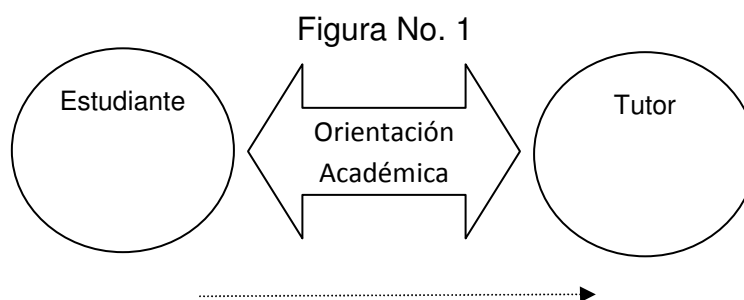 Figura No. 1
Estudiante
Orientación
Académica
Tutor